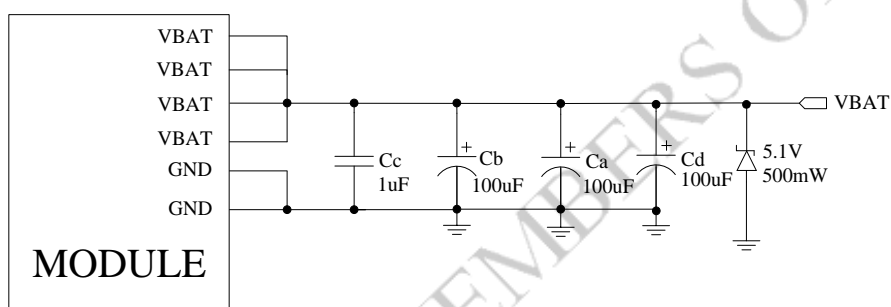 VBAT
VBAT
VBAT
VBAT
GND
GND
MODULE
Cc
1uF
Cb
100uF
Ca
100uF
Cd
100uF
5.1V
500mW
VBAT
EMBERS O